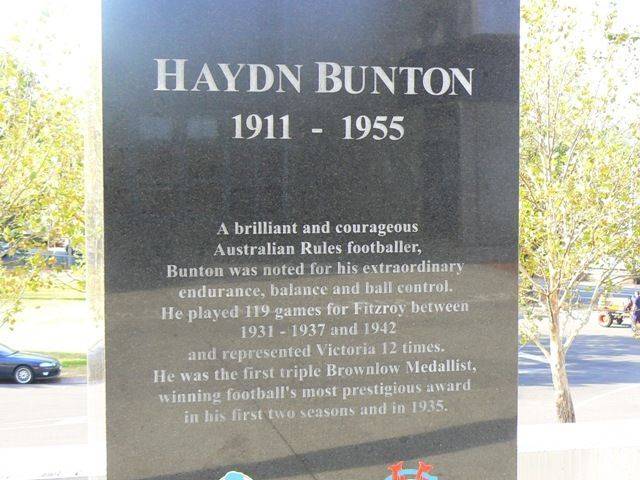 HAYDN BUNTON
1911 - 1955
A brilliant and courageous
Australian Rules footballer,
Bunton was noted for his extraordinary
endurance, balance and ball control.
He played 119 games for Fitzroy between
1931 - 1937 and 1942
and represented Victoria 12 times.
He was the first triple Brownlow Medallist,
winning football's most prestigious award
in his first two seasons and in 1935.